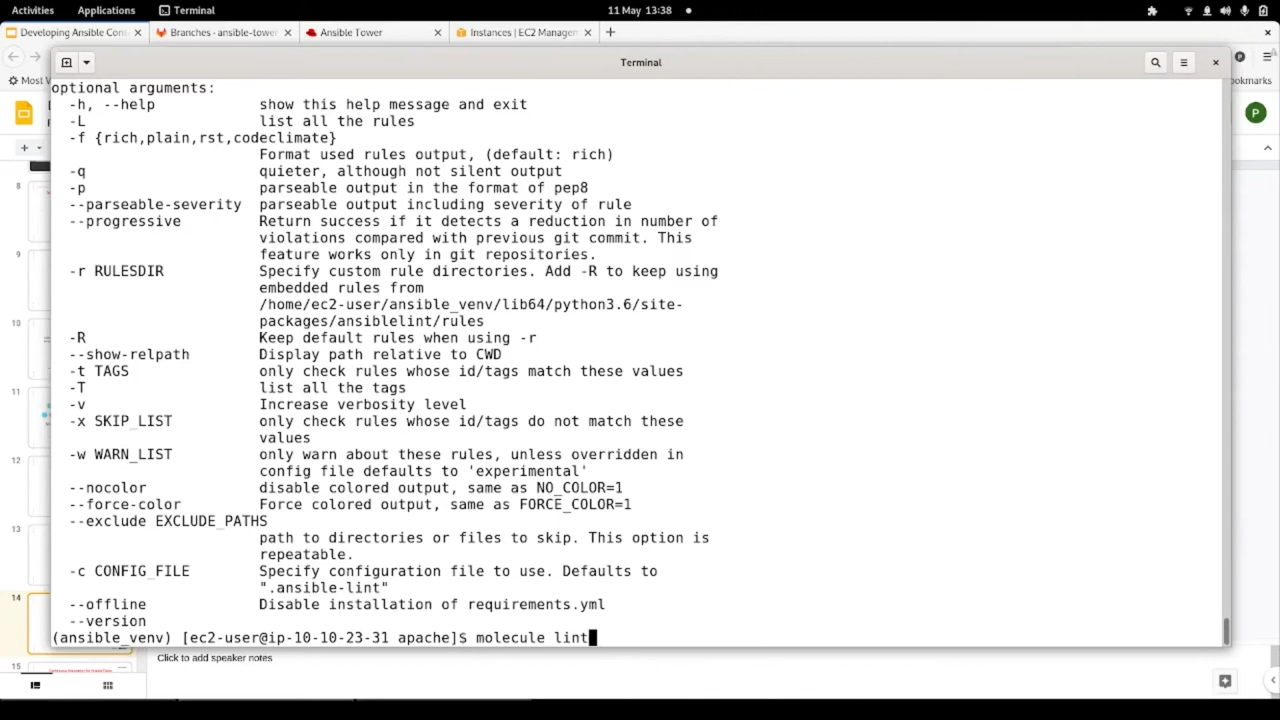 Activities Applications Terminal 11 May 13:38
Developing Ansible Cont Branches · ansible-tower Ansible Tower Instances | EC2 Manage
Most V
ookmarks
P
Terminal
optional arguments:
-h, --help show this help message and exit
-L list all the rules
-f {rich,plain,rst,codeclimate}
Format used rules output, (default: rich)
-q quieter, although not silent output
-p parseable output in the format of pep8
--parseable-severity parseable output including severity of rule
--progressive Return success if it detects a reduction in number of
violations compared with previous git commit. This
feature works only in git repositories.
-r RULESDIR Specify custom rule directories. Add -R to keep using
embedded rules from
/home/ec2-user/ansible_venv/lib64/python3.6/site-
packages/ansiblelint/rules
-R Keep default rules when using -r
--show-relpath Display path relative to CWD
-t TAGS only check rules whose id/tags match these values
-T list all the tags
-v Increase verbosity level
-x SKIP_LIST only check rules whose id/tags do not match these
values
-w WARN_LIST only warn about these rules, unless overridden in
config file defaults to 'experimental'
--nocolor disable colored output, same as NO_COLOR=1
--force-color Force colored output, same as FORCE_COLOR=1
--exclude EXCLUDE_PATHS
path to directories or files to skip. This option is
repeatable.
-c CONFIG_FILE Specify configuration file to use. Defaults to
".ansible-lint"
--offline Disable installation of requirements.yml
--version
(ansible_venv) [ec2-user@ip-10-10-23-31 apache]$ molecule lint
8
9
10
11
12
13
14
15
Click to add speaker notes